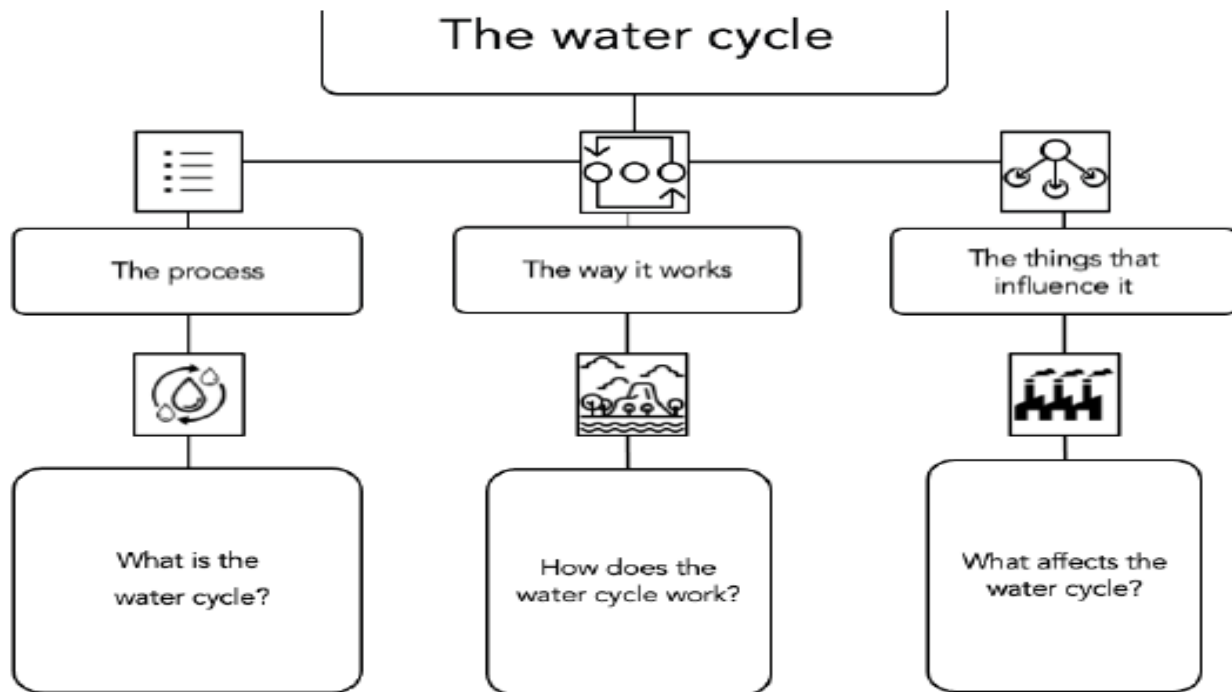 The water cycle
The process
The way it works
The things that
influence it
What is the
water cycle?
How does the
water cycle work?
What affects the
water cycle?